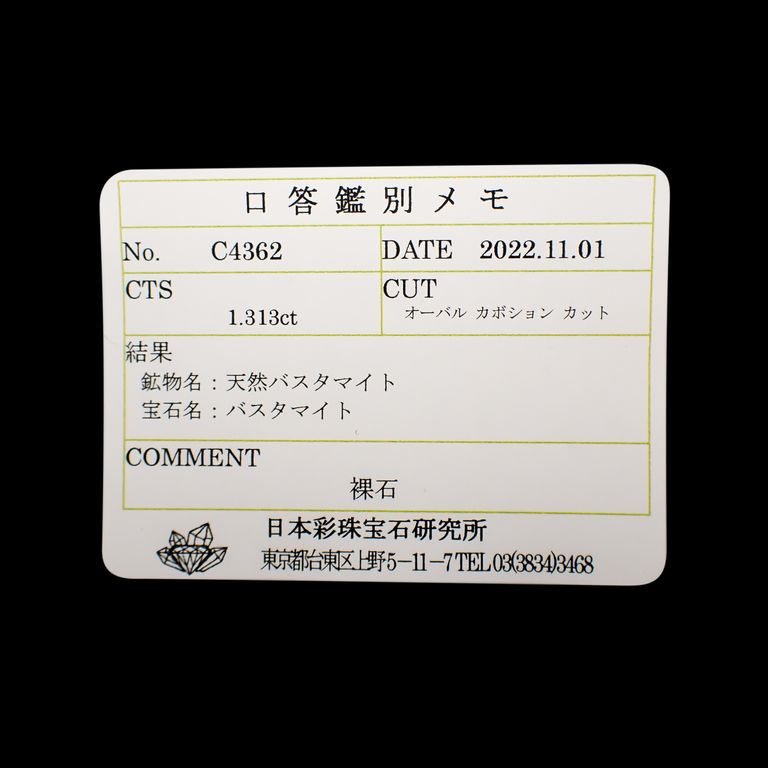 口答鑑別メモ
No. C4362 DATE 2022.11.01
CTS CUT
1.313ct オーバル カボション カット
結果
鉱物名:天然バスタマイト
宝石名:バスタマイト
COMMENT
裸石
日本彩珠宝石研究所
東京都台東区上野5-11-7 TEL 03(3834)3468